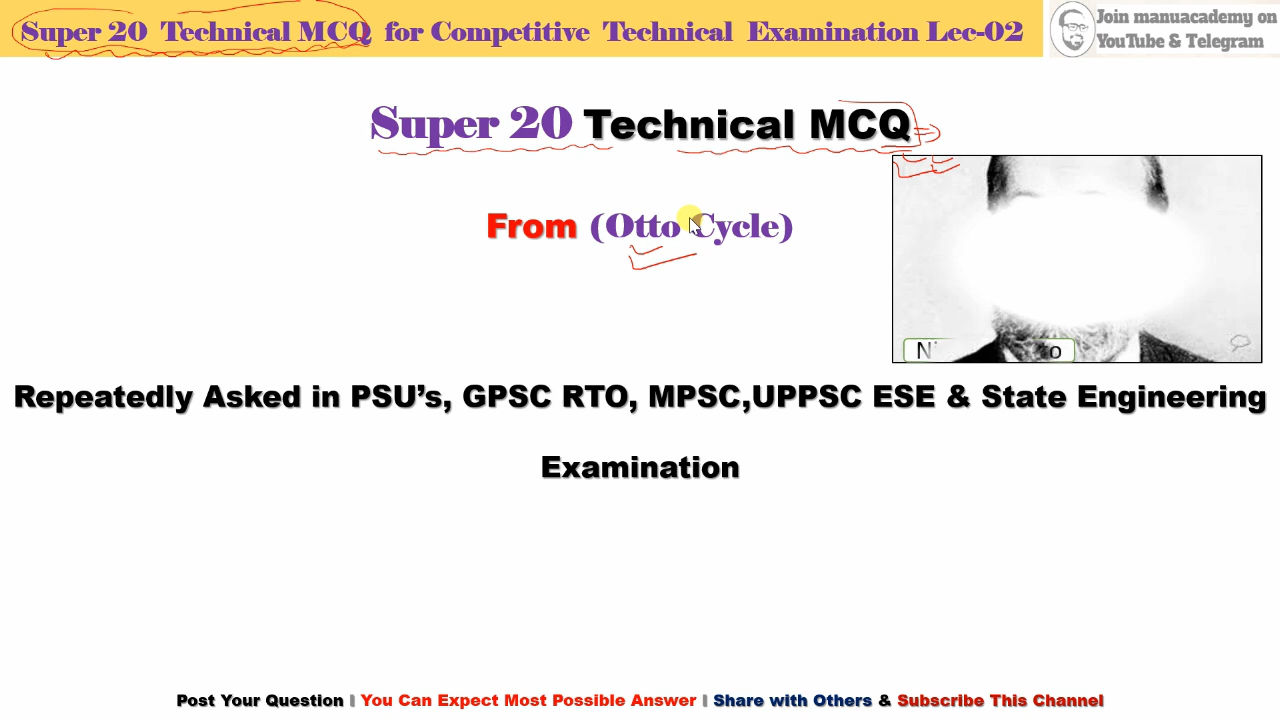 Super 20 Technical MCQ for Competitive Technical Examination Lec-02
Join manuacademy on
YouTube & Telegram
Super 20 Technical MCQ
From (Otto Cycle)
Repeatedly Asked in PSU’s, GPSC RTO, MPSC,UPPSC ESE & State Engineering
Examination
Post Your Question | You Can Expect Most Possible Answer | Share with Others & Subscribe This Channel